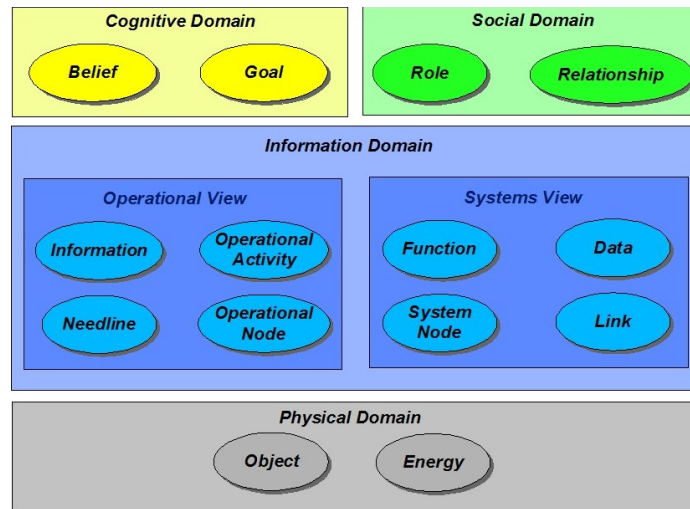 Cognitive Domain
Belief
Goal
Social Domain
Role
Relationship
Information Domain
Operational View
Information
Operational
Activity
Needline
Operational
Node
Systems View
Function
Data
System
Node
Link
Physical Domain
Object
Energy